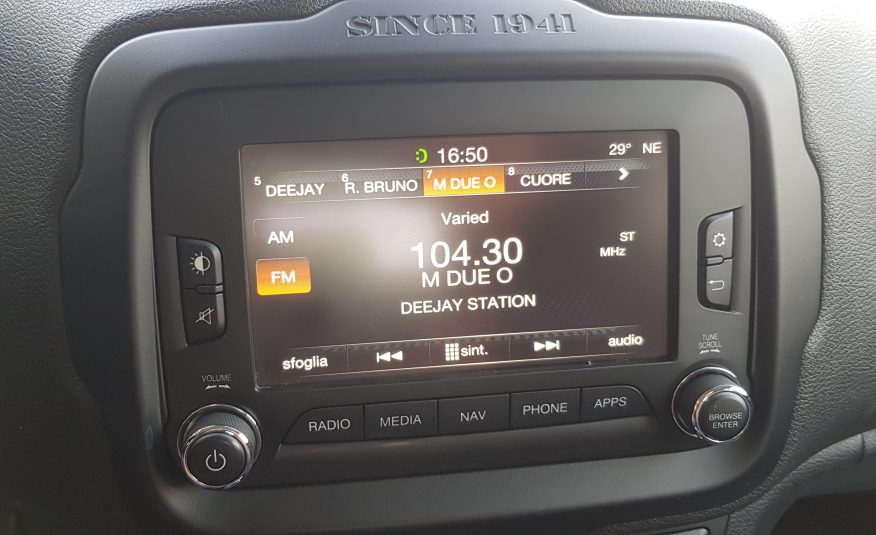 SINCE 1941
16:50 29° NE
5 DEEJAY 6 R. BRUNO 7 M DUE O 8 CUORE
AM
Varied
104.30
ST
MHz
FM
M DUE O
DEEJAY STATION
sfoglia sint. audio
VOLUME
TUNE
SCROLL
RADIO MEDIA NAV PHONE APPS
BROWSE
ENTER